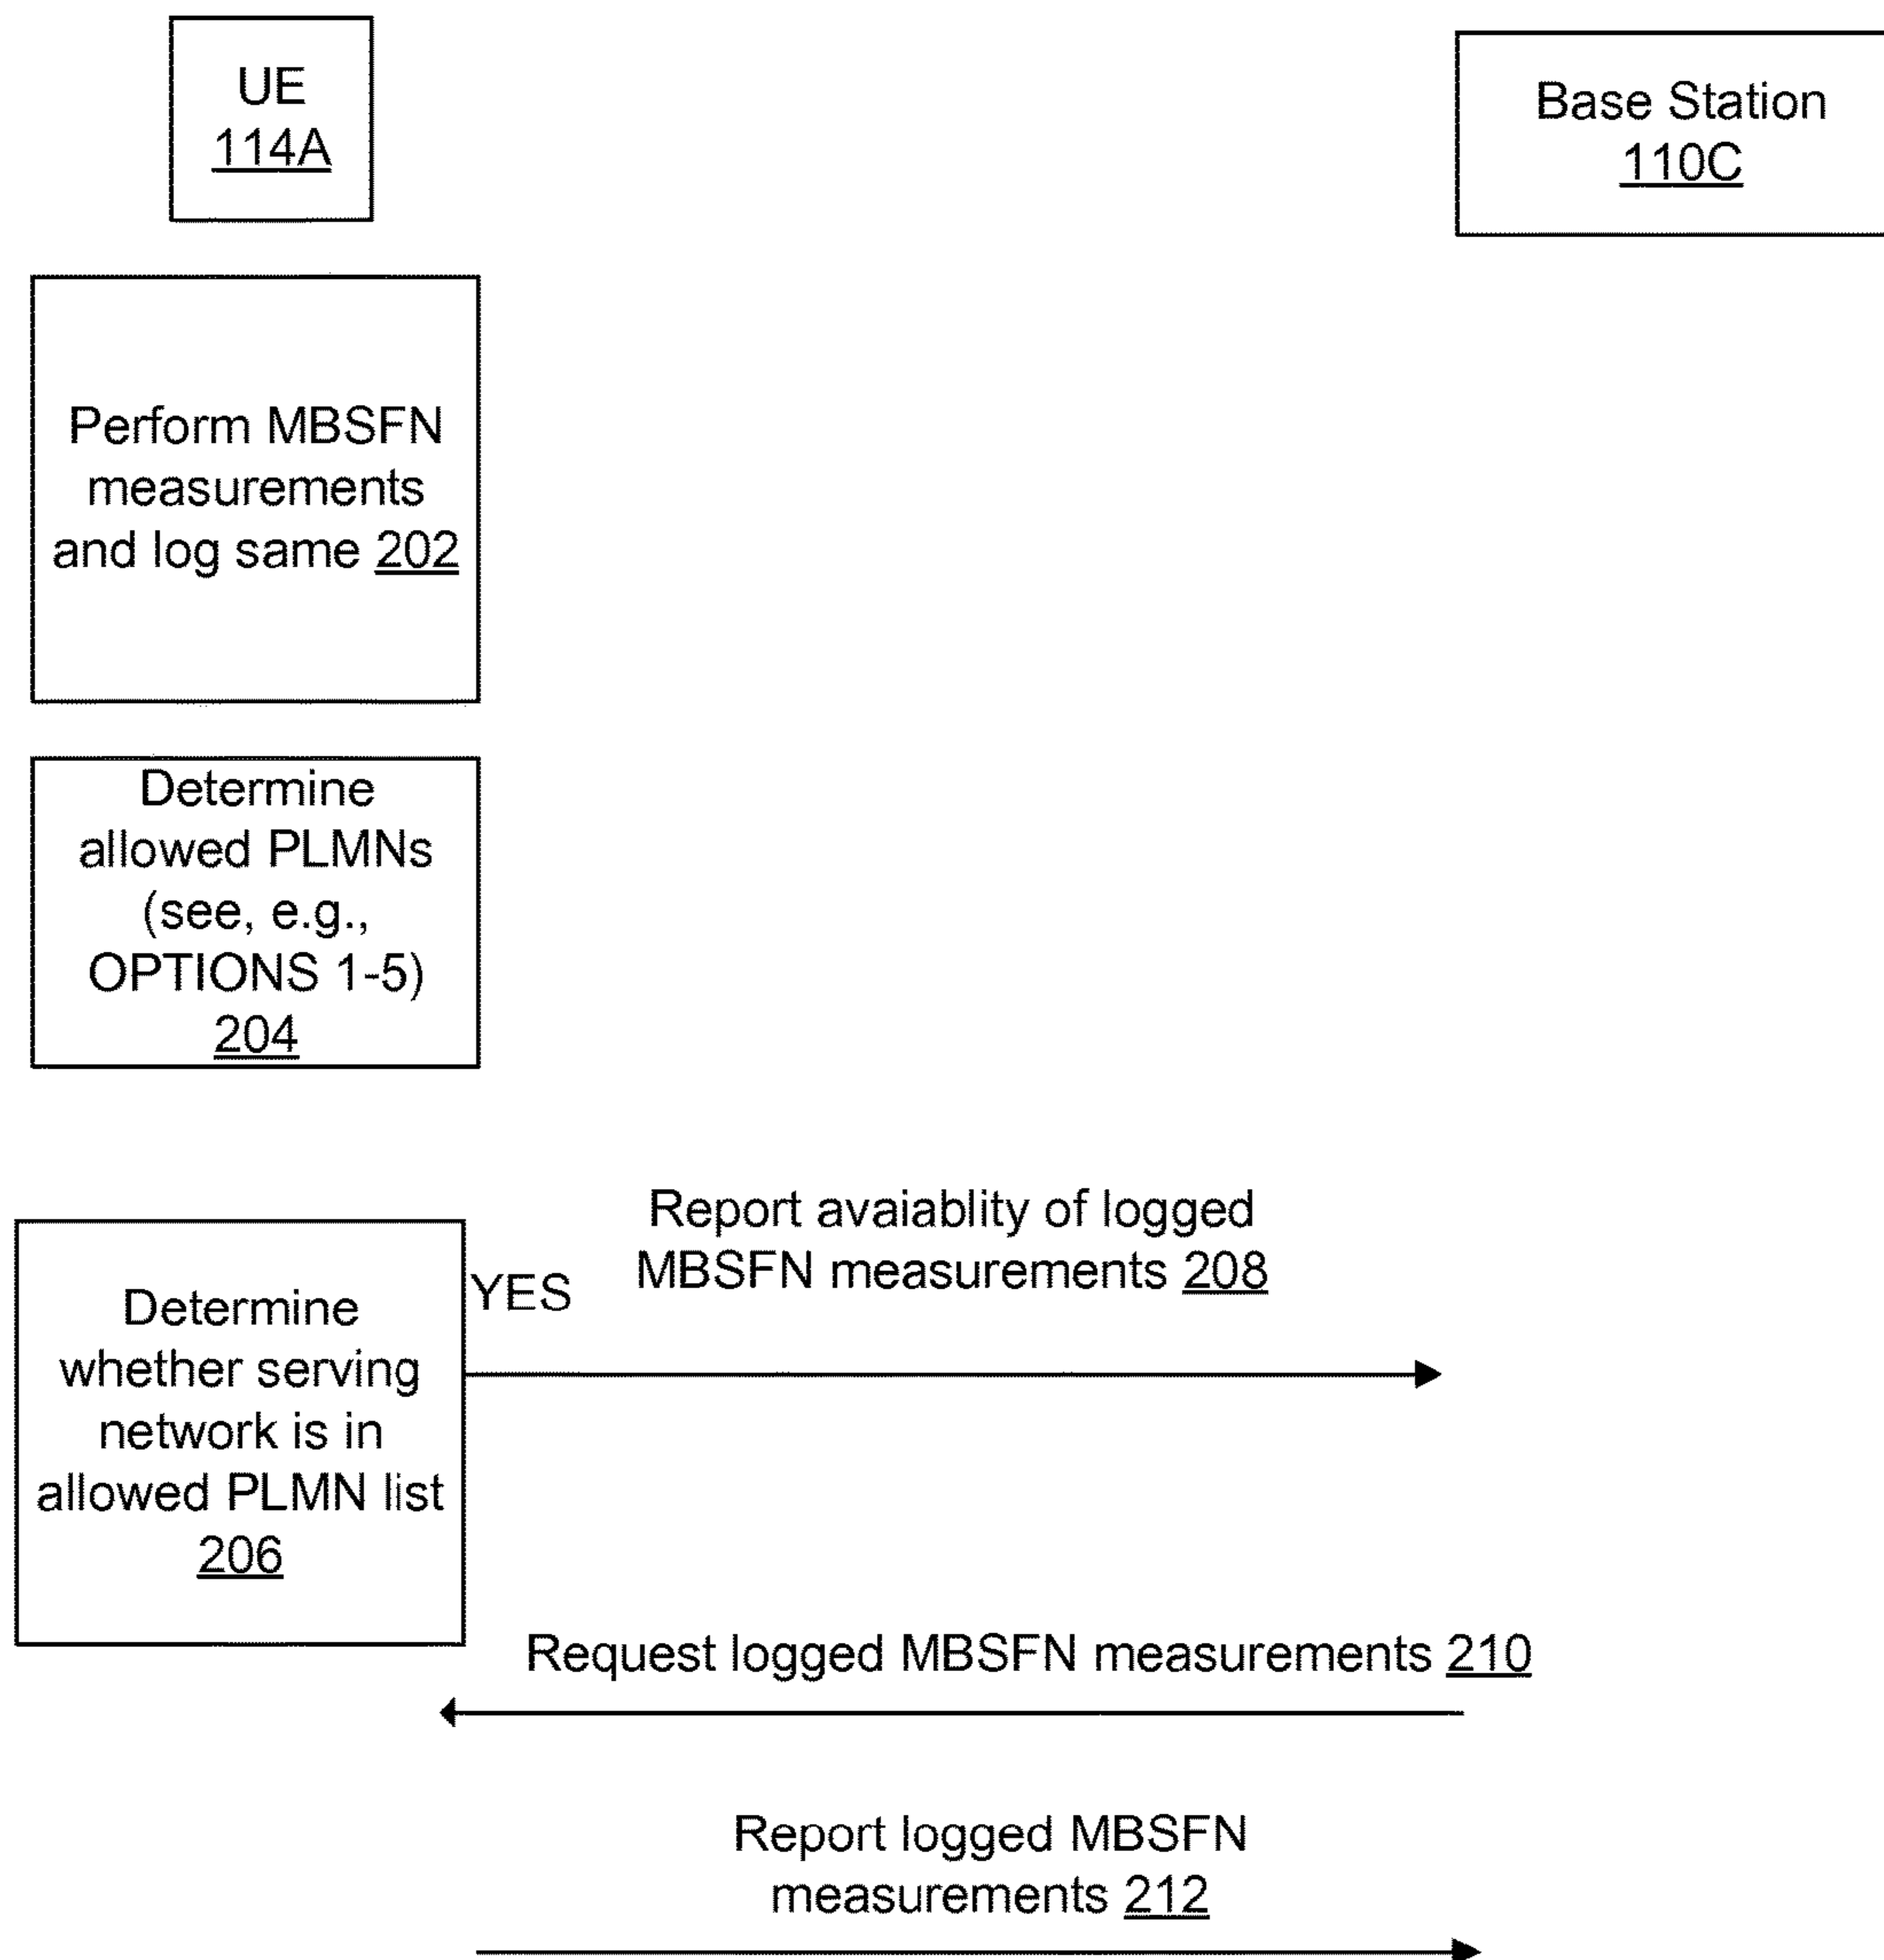 UE
114A
Base Station
110C
Perform MBSFN
measurements
and log same 202
Determine
allowed PLMNs
(see, e.g.,
OPTIONS 1-5)
204
Report avaiablity of logged
MBSFN measurements 208
YES
Determine
whether serving
network is in
allowed PLMN list
206
Request logged MBSFN measurements 210
Report logged MBSFN
measurements 212